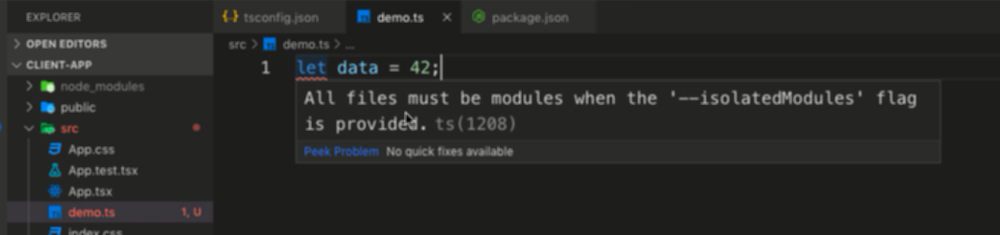 EXPLORER
tsconfig.json
demo.ts
package.json
OPEN EDITORS
src > demo.ts > ...
CLIENT-APP
1 let data = 42;
node_modules
public
src
App.css
App.test.tsx
App.tsx
demo.ts 1, U
index.css
All files must be modules when the '--isolatedModules' flag
is provided. ts(1208)
Peek Problem No quick fixes available